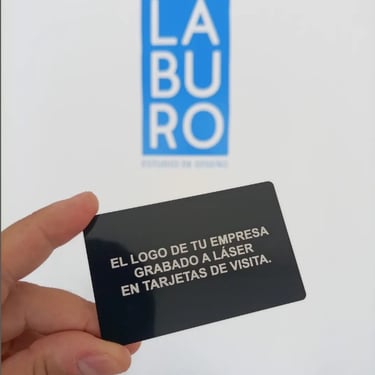 LA
BU
RO
ESTUDIO DE DISEÑO
EL LOGO DE TU EMPRESA
GRABADO A LÁSER
EN TARJETAS DE VISITA.